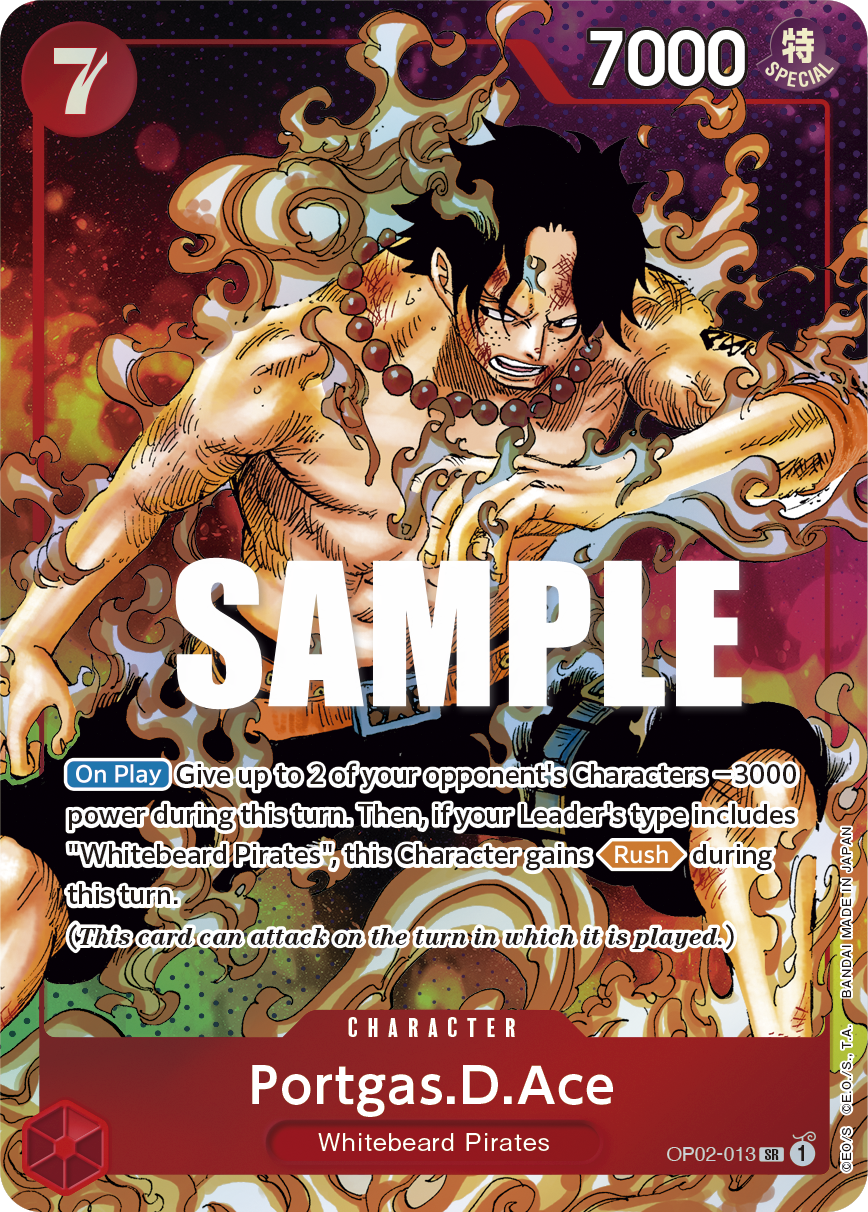 7
7000
特
SPECIAL
SAMPLE
On Play Give up to 2 of your opponent's Characters −3000
power during this turn. Then, if your Leader's type includes
"Whitebeard Pirates", this Character gains Rush during
this turn.
(This card can attack on the turn in which it is played.)
CHARACTER
Portgas.D.Ace
Whitebeard Pirates
OP02-013 SR 1
©EO/S ©E.O./S., T.A. BANDAI MADE IN JAPAN